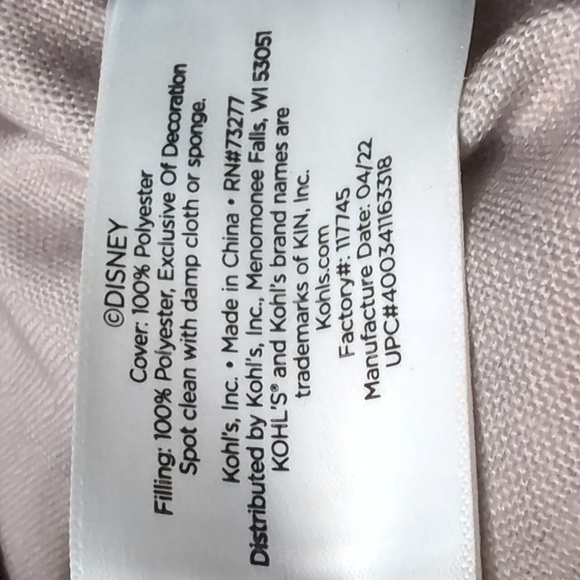 ©DISNEY
Cover: 100% Polyester
Filling: 100% Polyester, Exclusive Of Decoration
Spot clean with damp cloth or sponge.
Kohl's, Inc. • Made in China • RN#73277
Distributed by Kohl's, Inc., Menomonee Falls, WI 53051
KOHL'S® and Kohl's brand names are
trademarks of KIN, Inc.
Kohls.com
Factory#: 117745
Manufacture Date: 04/22
UPC#400341163318